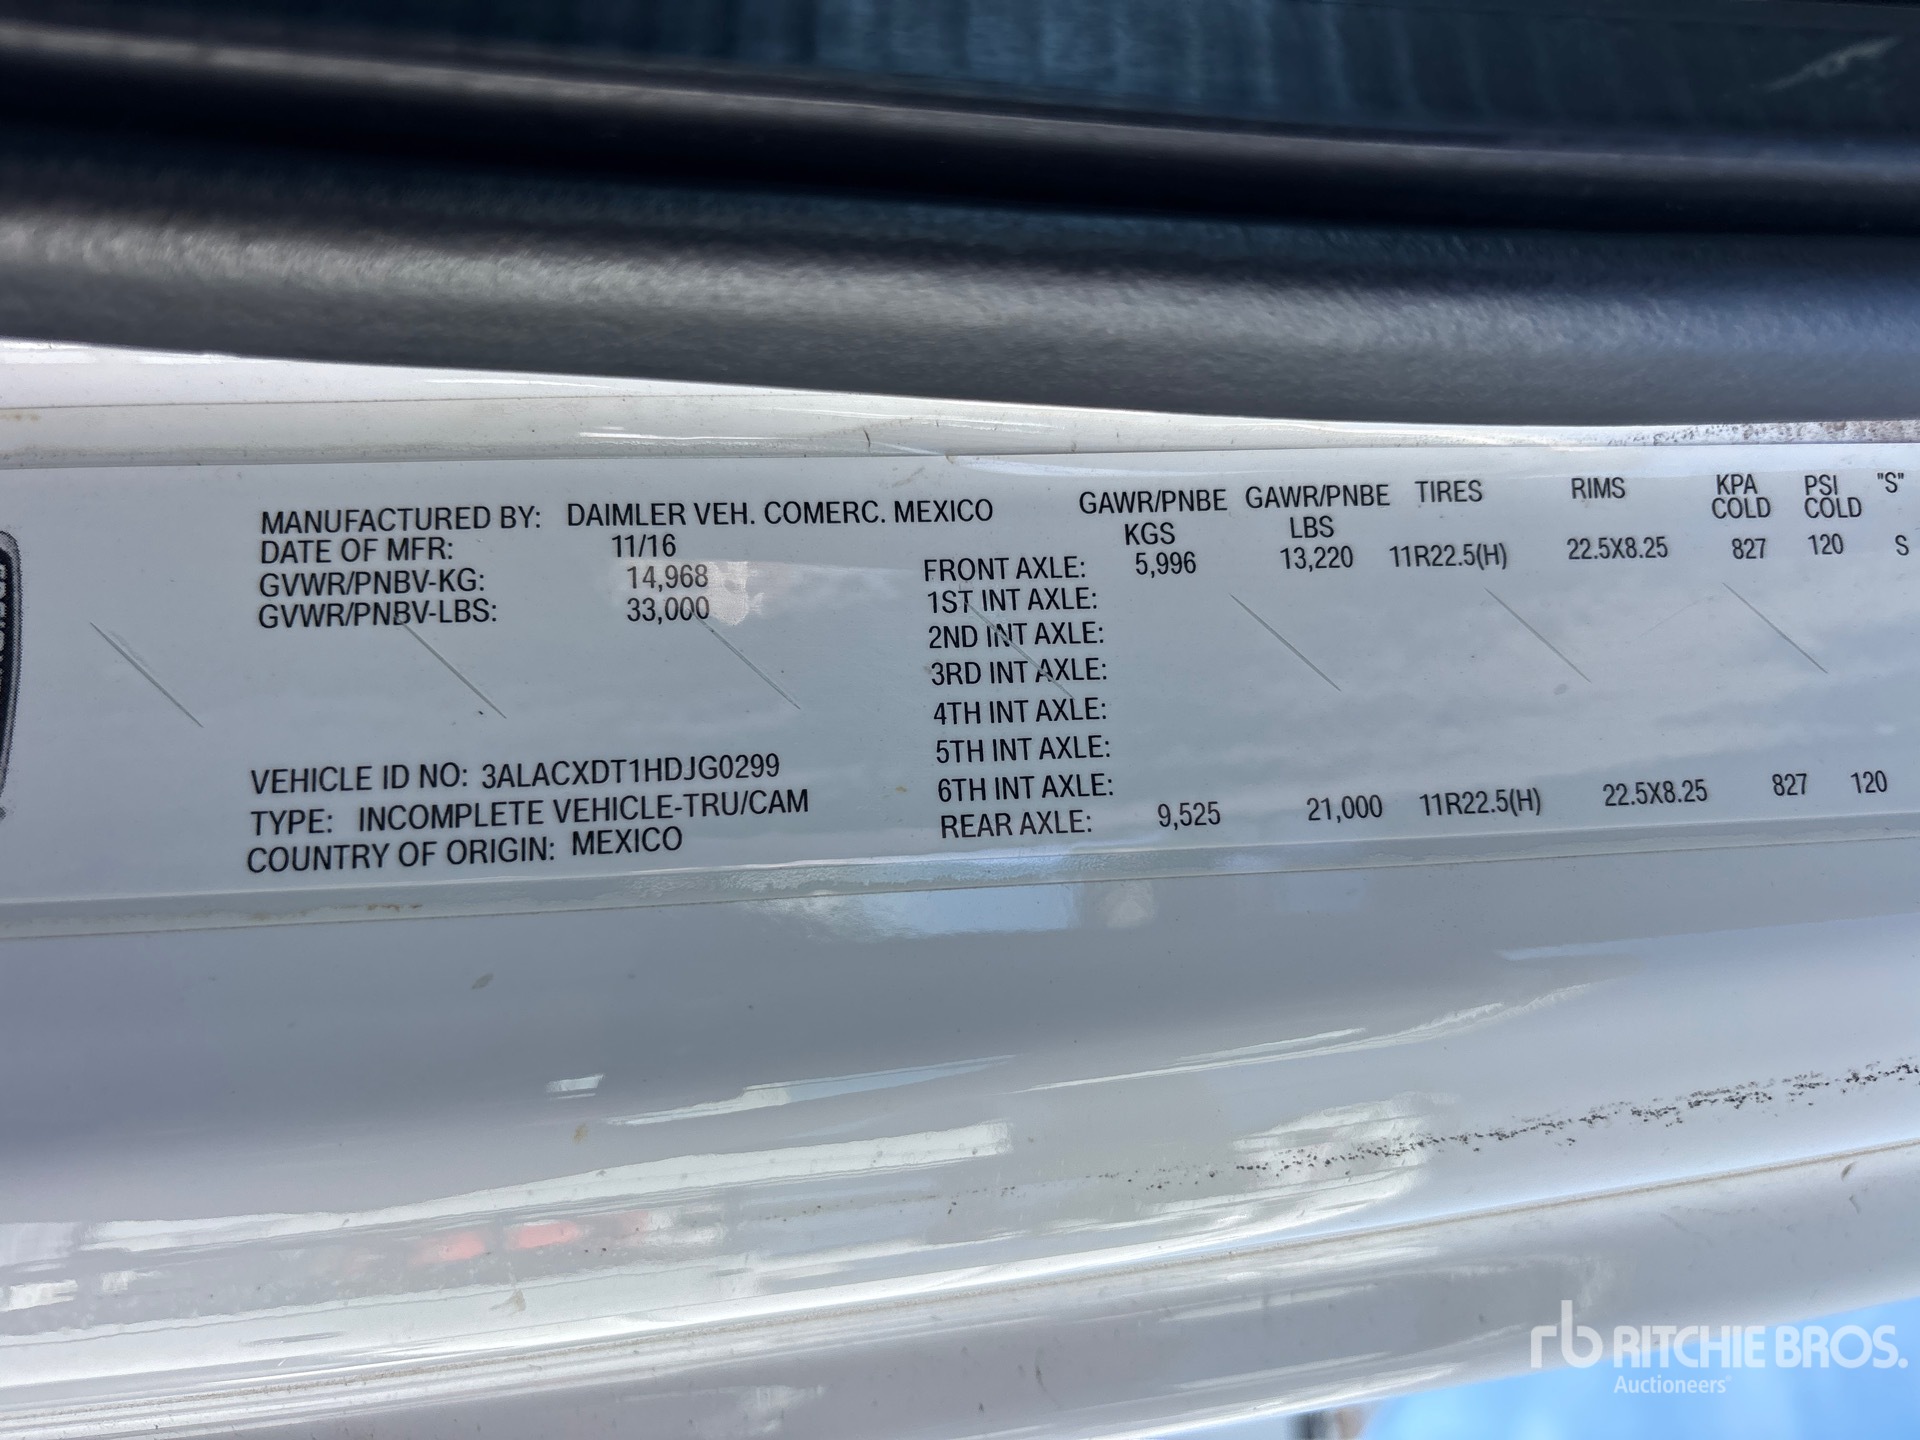 MANUFACTURED BY: DAIMLER VEH. COMERC. MEXICO
DATE OF MFR: 11/16
GVWR/PNBV-KG: 14,968
GVWR/PNBV-LBS: 33,000
VEHICLE ID NO: 3ALACXDT1HDJG0299
TYPE: INCOMPLETE VEHICLE-TRU/CAM
COUNTRY OF ORIGIN: MEXICO
GAWR/PNBE GAWR/PNBE TIRES RIMS KPA PSI "S"
KGS LBS COLD COLD
FRONT AXLE: 5,996 13,220 11R22.5(H) 22.5X8.25 827 120 S
1ST INT AXLE:
2ND INT AXLE:
3RD INT AXLE:
4TH INT AXLE:
5TH INT AXLE:
6TH INT AXLE:
REAR AXLE: 9,525 21,000 11R22.5(H) 22.5X8.25 827 120
rb RITCHIE BROS.
Auctioneers